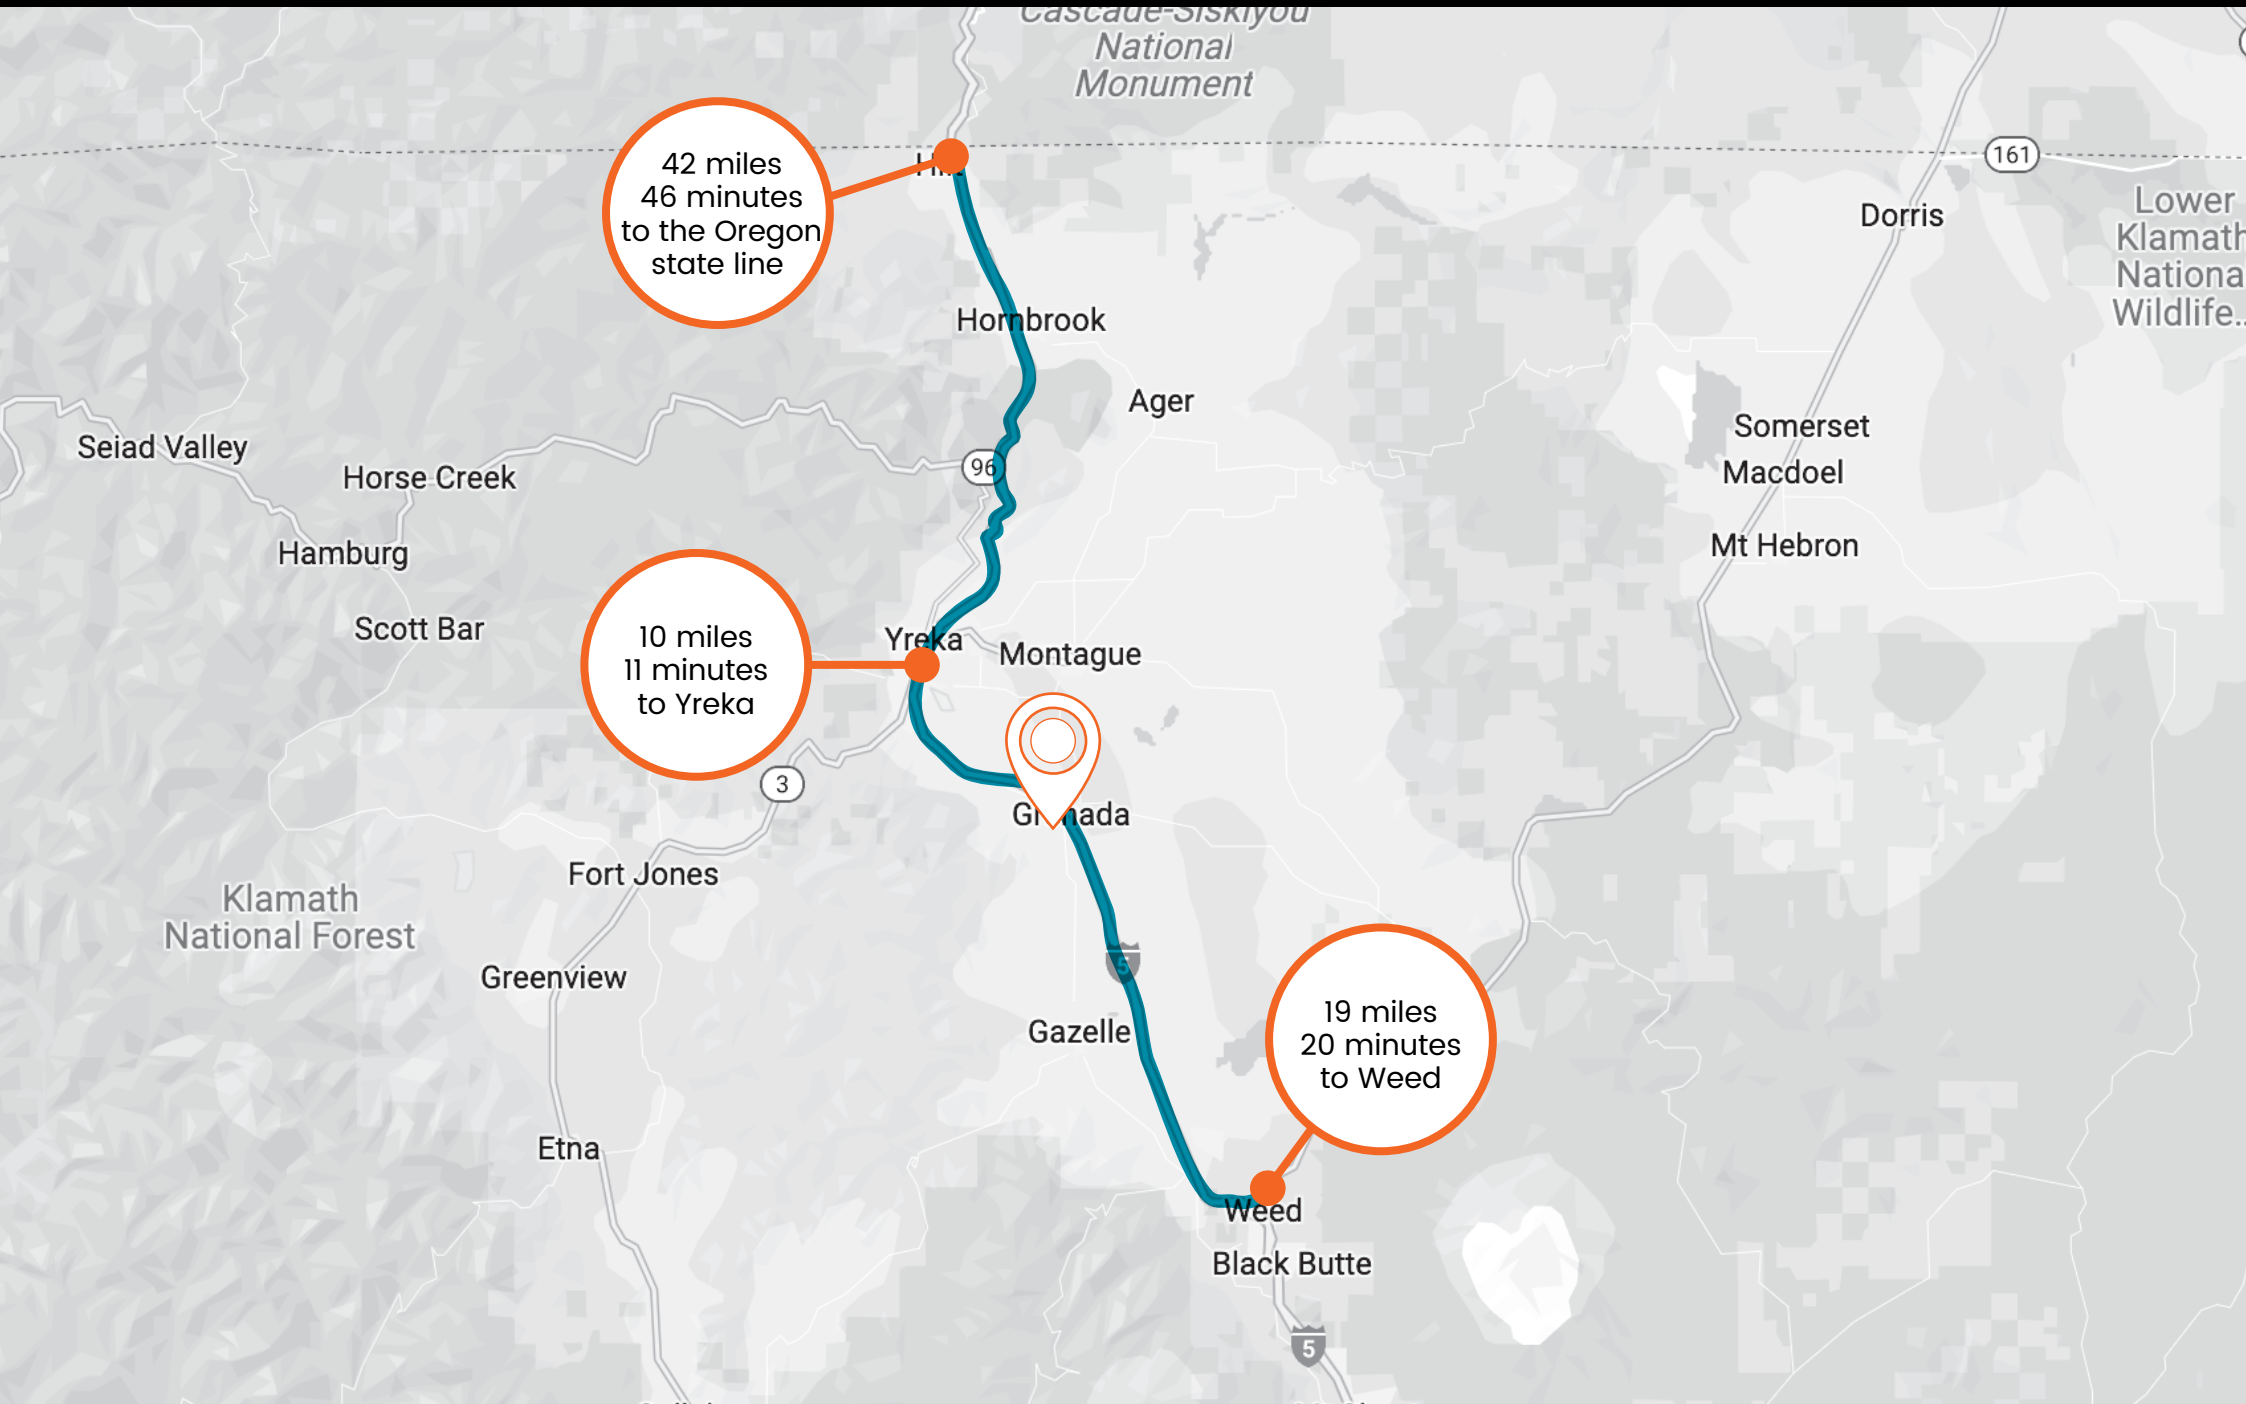 Cascade-Siskiyou
National
Monument
42 miles
46 minutes
to the Oregon
state line
161
Dorris
Lower
Klamath
Nationa
Wildlife..
Hornbrook
Ager
Seiad Valley
Horse Creek
96
Somerset
Macdoel
Hamburg
Mt Hebron
Scott Bar
Yreka
Montague
10 miles
11 minutes
to Yreka
3
Grenada
Fort Jones
Klamath
National Forest
Greenview
5
Gazelle
19 miles
20 minutes
to Weed
Etna
Weed
Black Butte
5